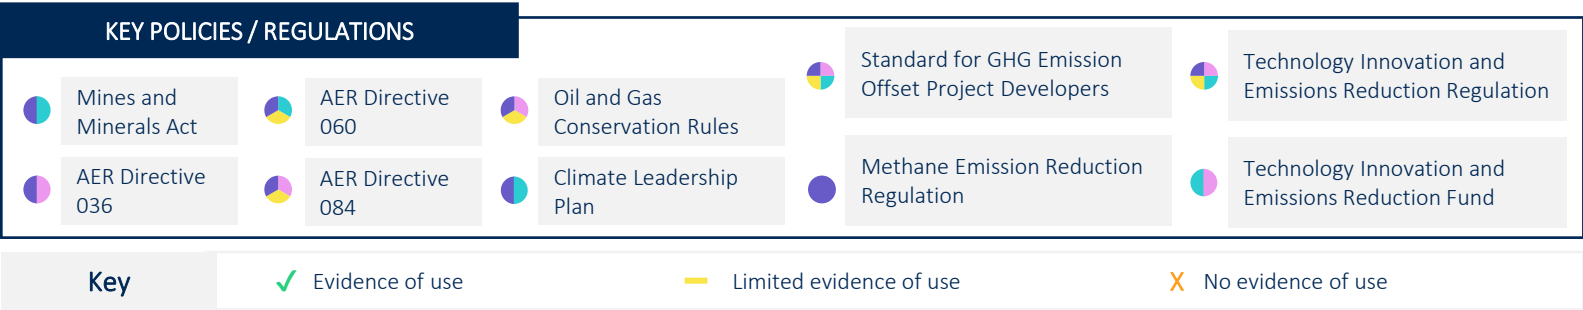 KEY POLICIES / REGULATIONS
Mines and
Minerals Act
AER Directive
036
AER Directive
060
AER Directive
084
Oil and Gas
Conservation Rules
Climate Leadership
Plan
Standard for GHG Emission
Offset Project Developers
Methane Emission Reduction
Regulation
Technology Innovation and
Emissions Reduction Regulation
Technology Innovation and
Emissions Reduction Fund
Key
✓ Evidence of use
Limited evidence of use
X No evidence of use